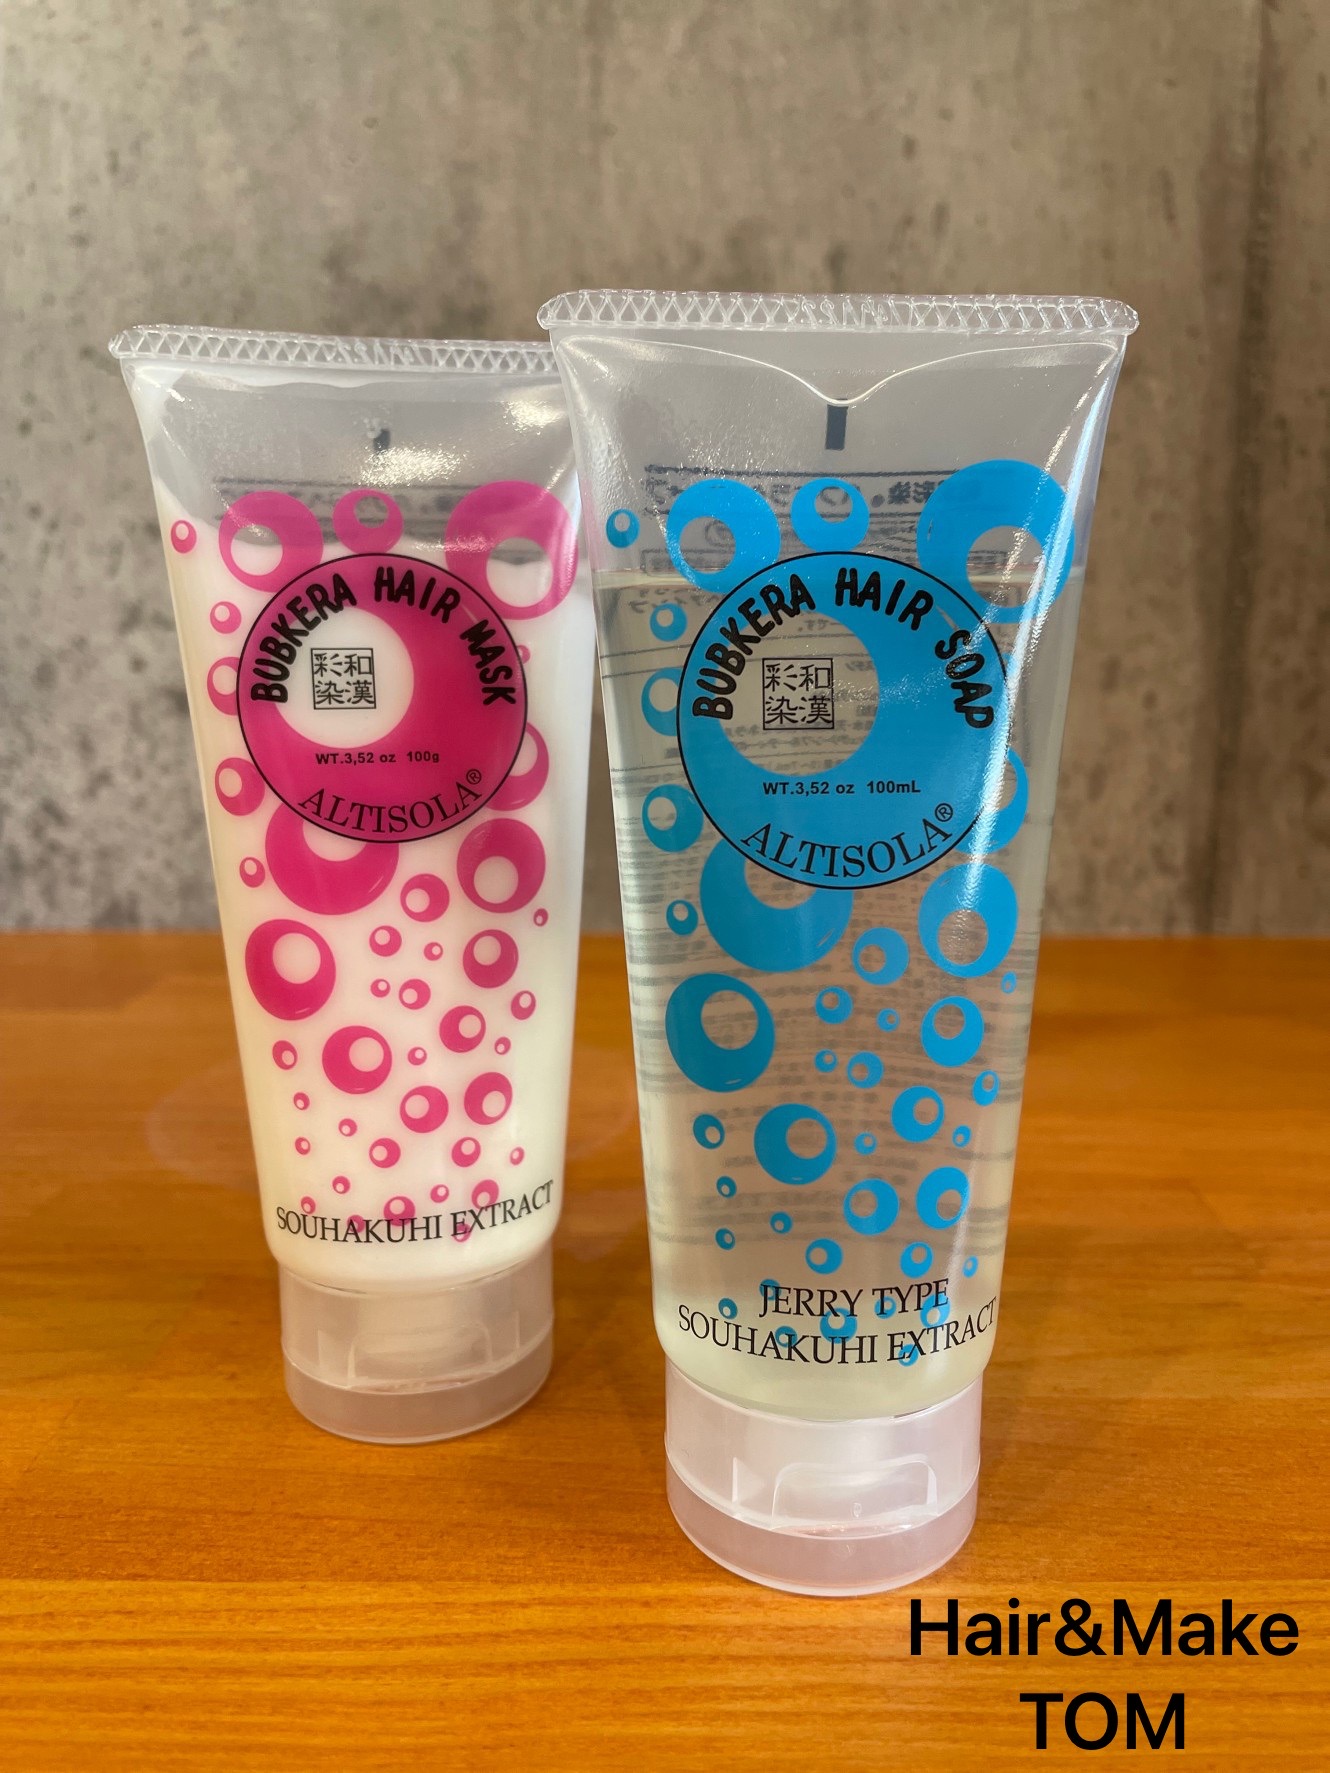 BUBKERA HAIR MASK
彩和
染漢
WT.3,52 oz 100g
ALTISOLA®
SOUHAKUHI EXTRACT
BUBKERA HAIR SOAP
彩和
染漢
WT.3,52 oz 100mL
ALTISOLA®
JERRY TYPE
SOUHAKUHI EXTRACT
Hair&Make
TOM